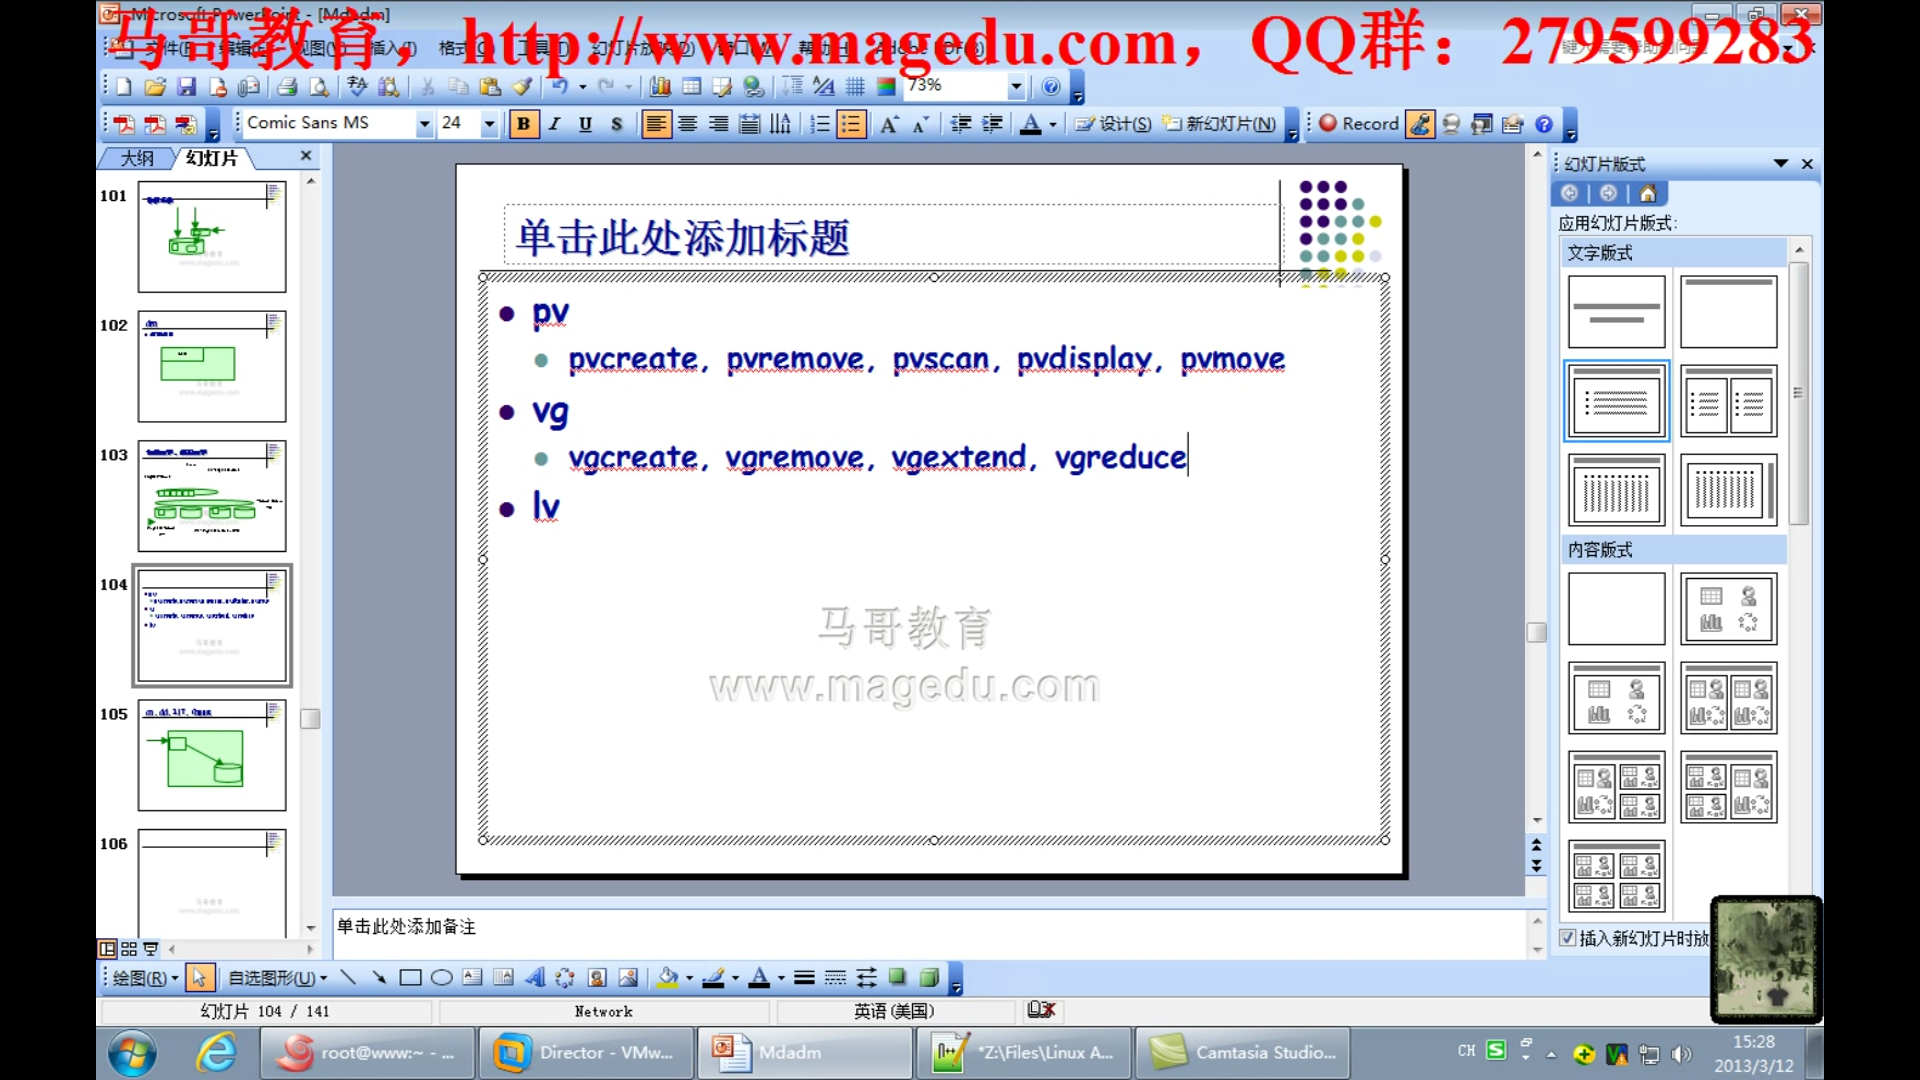 Microsoft PowerPoint - [Mdadm]
马哥教育，http://www.magedu.com，QQ群：279599283
73%
Comic Sans MS
24
B I U S
设计(S)
新幻灯片(N)
Record
大纲
幻灯片
幻灯片版式
应用幻灯片版式:
文字版式
内容版式
101
102
103
104
105
106
单击此处添加标题
pv
pvcreate, pvremove, pvscan, pvdisplay, pvmove
vg
vgcreate, vgremove, vgextend, vgreduce
lv
马哥教育
www.magedu.com
单击此处添加备注
插入新幻灯片时放
绘图(R)
自选图形(U)
幻灯片 104 / 141
Network
英语(美国)
root@www:~ - ...
Director - VMw...
Mdadm
*Z:\Files\Linux A...
Camtasia Studio...
CH
15:28
2013/3/12